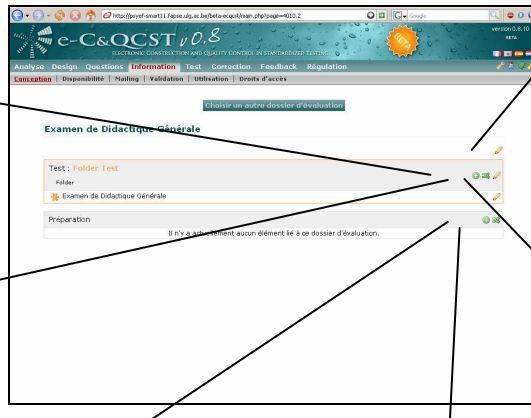 http://psyef-smart11.fapse.ulg.ac.be/beta-ecqcst/main.php?page=4010.2
Google
e-C&QCST v0.8
ELECTRONIC CONSTRUCTION AND QUALITY CONTROL IN STANDARDIZED TESTING
BETA
version 0.8.10
BETA
Analyse Design Questions Information Test Correction Feedback Régulation
Conception | Disponibilité | Mailing | Validation | Utilisation | Droits d'accès
Choisir un autre dossier d'évaluation
Examen de Didactique Générale
Test : Folder Test
Folder
Examen de Didactique Générale
Préparation
Il n'y a actuellement aucun élément lié à ce dossier d'évaluation.